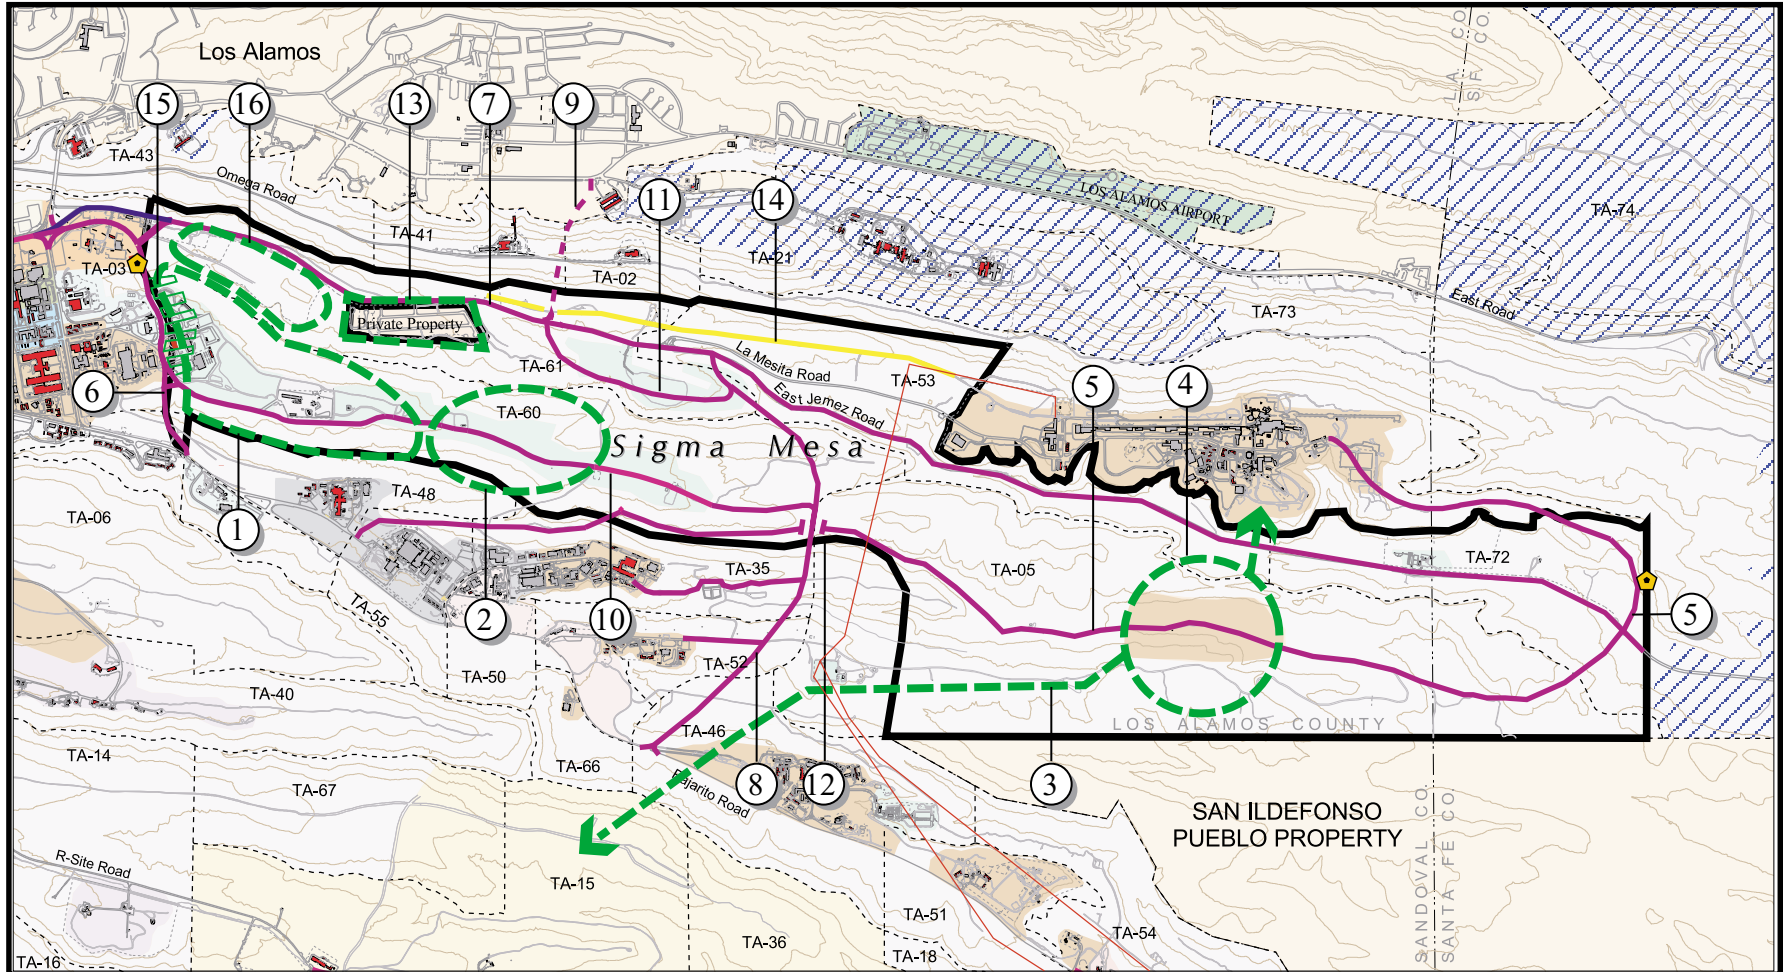 Los Alamos
LA CO.
SF CO.
15
16
13
7
9
TA-43
Omega Road
11
14
LOS ALAMOS AIRPORT
TA-74
TA-41
TA-03
TA-02
TA-21
East Road
TA-73
Private Property
La Mesita Road
TA-61
TA-53
6
East Jemez Road
5
4
TA-60
Sigma Mesa
TA-48
TA-06
1
TA-72
TA-35
TA-05
TA-55
2
10
5
TA-52
TA-50
TA-40
LOS ALAMOS COUNTY
TA-46
TA-14
TA-66
8
12
3
TA-67
Pajarito Road
SAN ILDEFONSO
PUEBLO PROPERTY
SANDOVAL CO.
SANTA FE CO.
R-Site Road
TA-15
TA-51
TA-54
TA-36
TA-16
TA-18